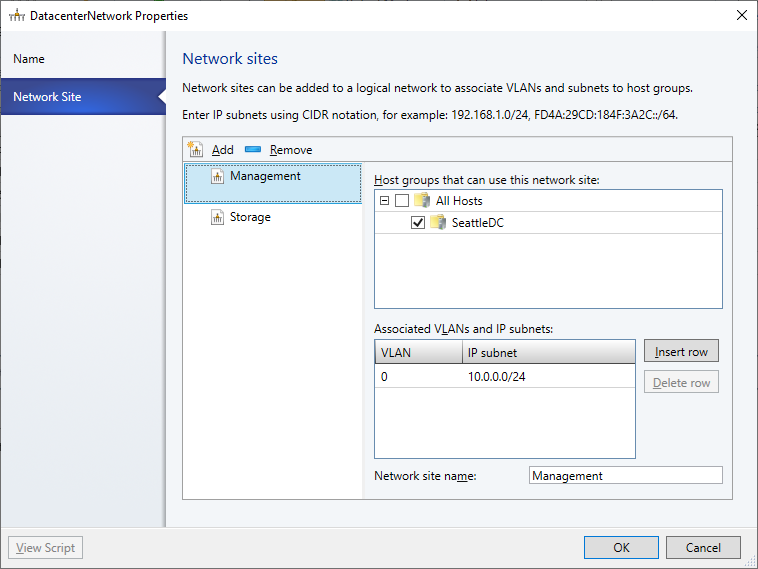 DatacenterNetwork Properties
Name
Network Site
Network sites
Network sites can be added to a logical network to associate VLANs and subnets to host groups.
Enter IP subnets using CIDR notation, for example: 192.168.1.0/24, FD4A:29CD:184F:3A2C::/64.
Add Remove
Management
Storage
Host groups that can use this network site:
All Hosts
SeattleDC
Associated VLANs and IP subnets:
VLAN IP subnet
0 10.0.0.0/24
Insert row
Delete row
Network site name: Management
View Script
OK Cancel